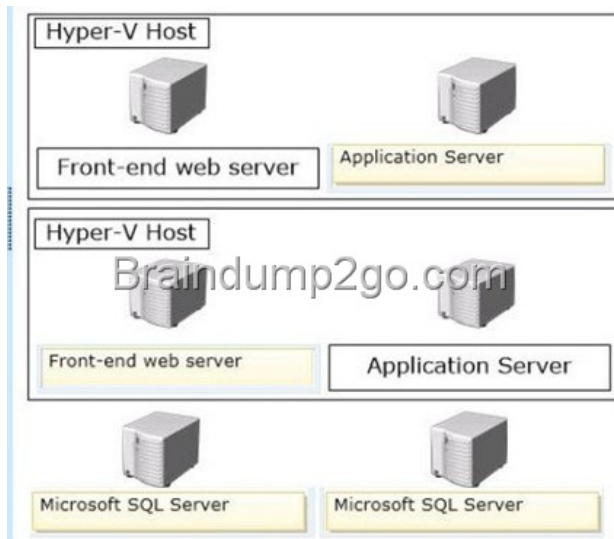 Hyper-V Host
Front-end web server
Application Server
Hyper-V Host
Braindump2go.com
Front-end web server
Application Server
Microsoft SQL Server
Microsoft SQL Server